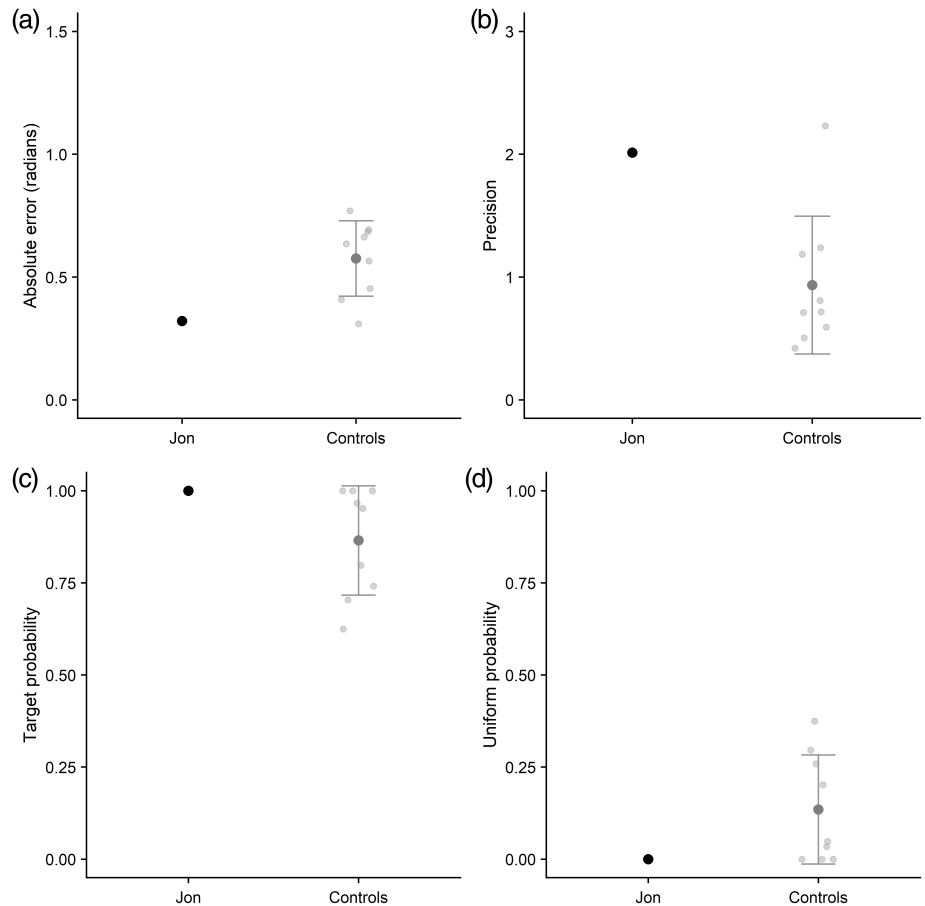 (a)
1.5
1.0
0.5
0.0
Absolute error (radians)
Jon
Controls
(b)
3
2
1
0
Precision
Jon
Controls
(c)
1.00
0.75
0.50
0.25
0.00
Target probability
Jon
Controls
(d)
1.00
0.75
0.50
0.25
0.00
Uniform probability
Jon
Controls